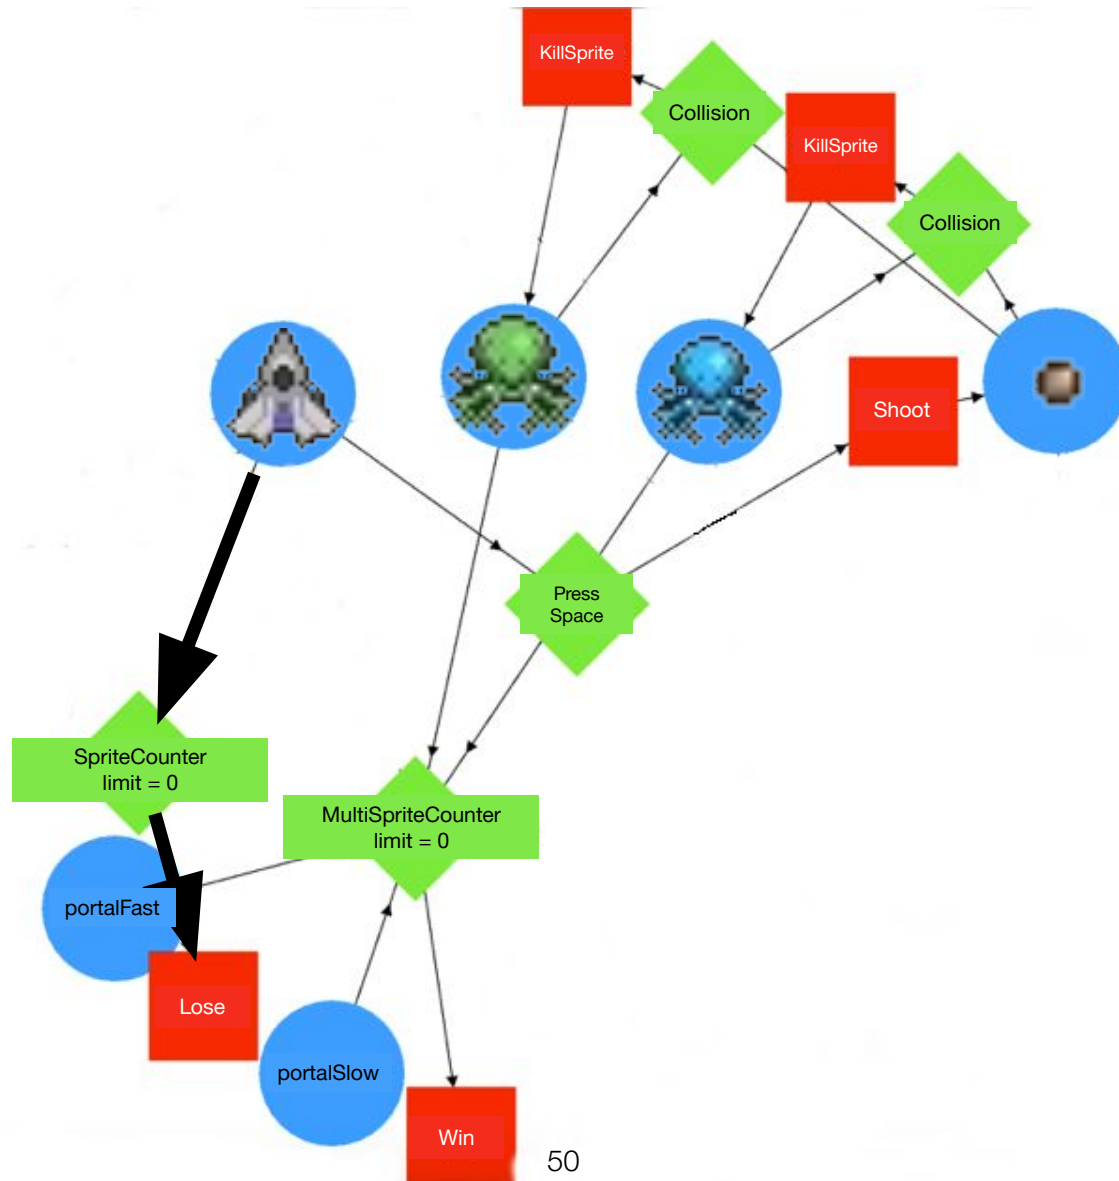 KillSprite
Collision
KillSprite
Collision
Shoot
Press
Space
SpriteCounter
limit = 0
MultiSpriteCounter
limit = 0
portalFast
Lose
portalSlow
Win
50